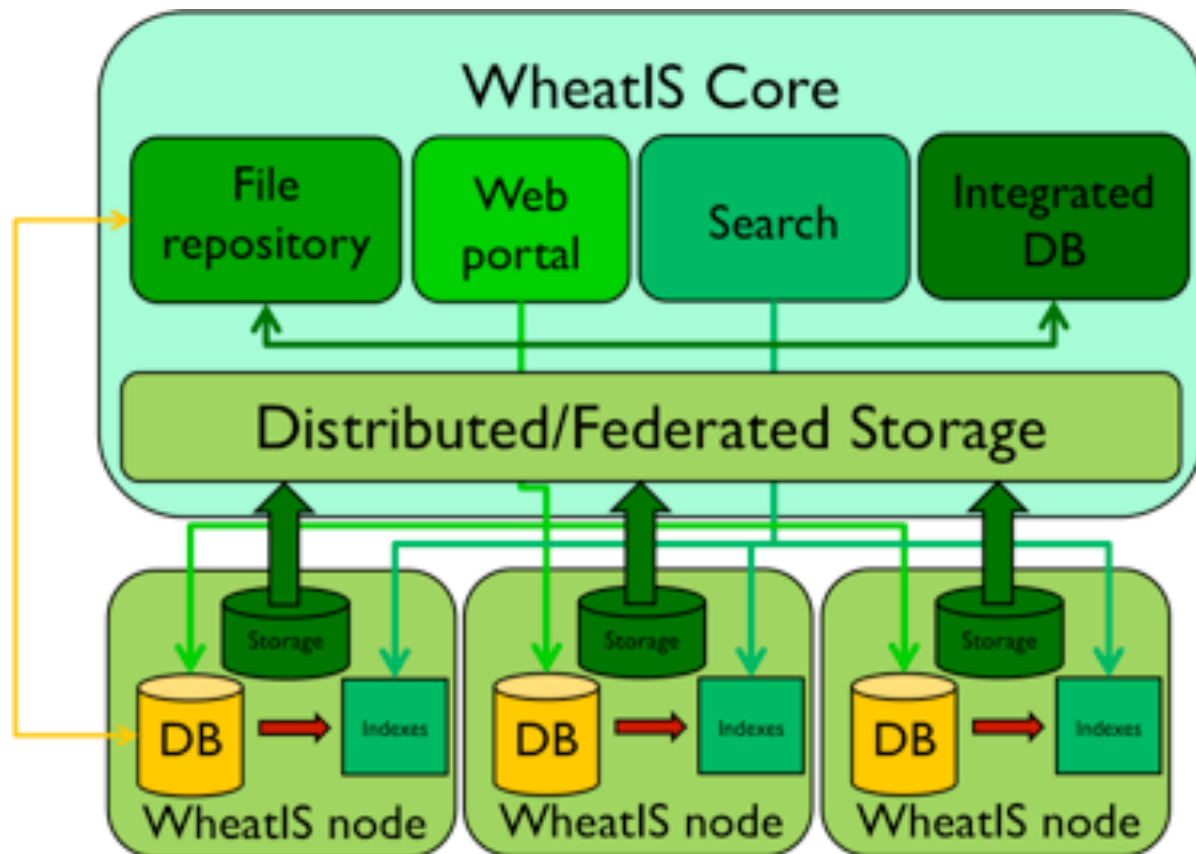 WheatIS Core
File
repository
Web
portal
Search
Integrated
DB
Distributed/Federated Storage
Storage
DB
Indexes
WheatIS node
Storage
DB
Indexes
WheatIS node
Storage
DB
Indexes
WheatIS node